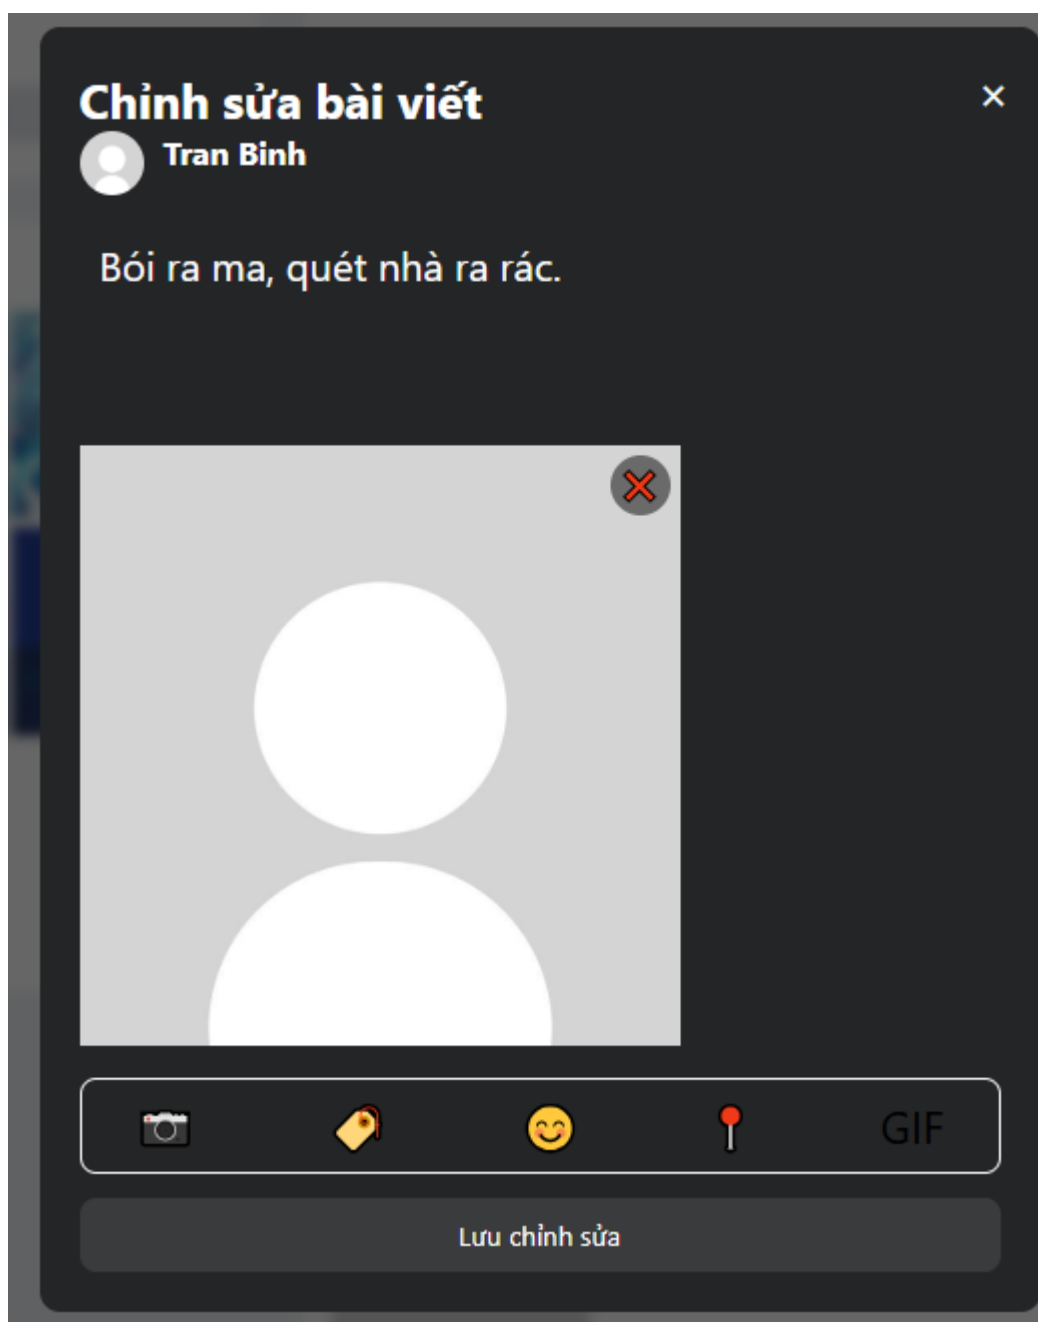 Chỉnh sửa bài viết
×
Tran Binh
Bói ra ma, quét nhà ra rác.
GIF
Lưu chỉnh sửa